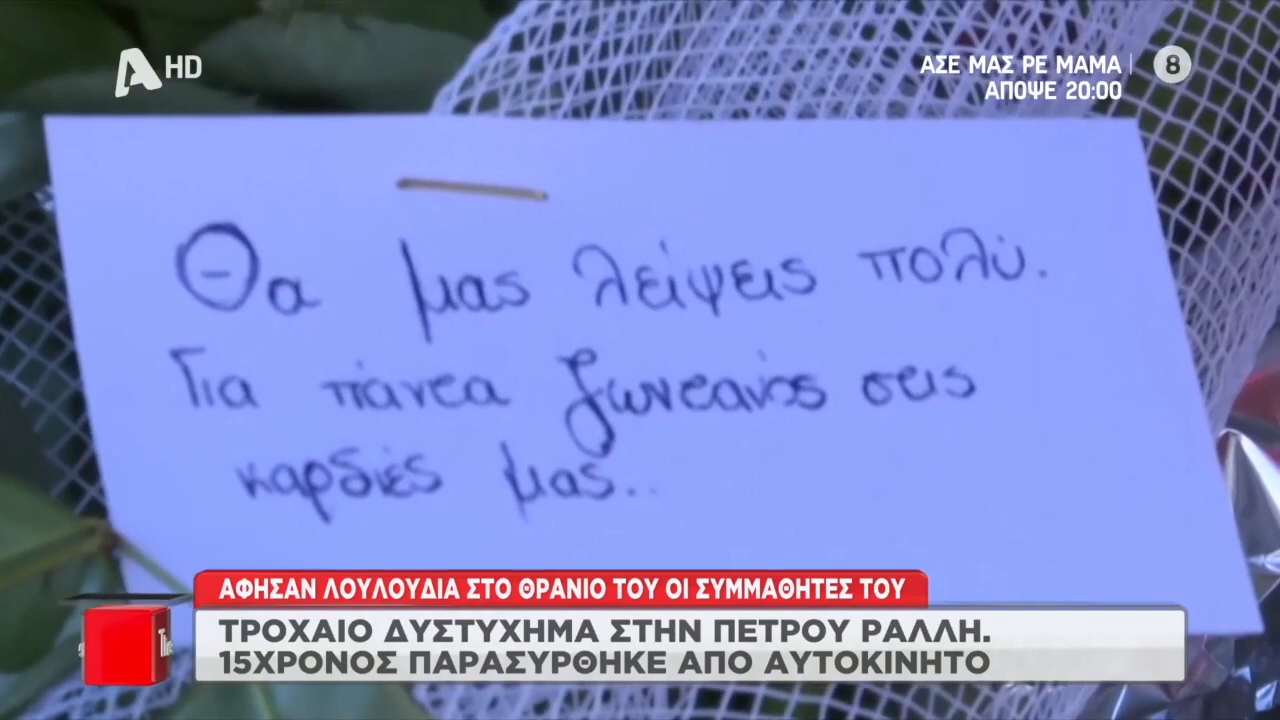 AHD
ΑΣΕ ΜΑΣ ΡΕ ΜΑΜΑ
8
ΑΠΟΨΕ 20:00
Θα μας λείψεις πολύ.
Για πάντα ζωντανός στις
καρδιές μας..
ΑΦΗΣΑΝ ΛΟΥΛΟΥΔΙΑ ΣΤΟ ΘΡΑΝΙΟ ΤΟΥ ΟΙ ΣΥΜΜΑΘΗΤΕΣ ΤΟΥ
ΤΡΟΧΑΙΟ ΔΥΣΤΥΧΗΜΑ ΣΤΗΝ ΠΕΤΡΟΥ ΡΑΛΛΗ.
15ΧΡΟΝΟΣ ΠΑΡΑΣΥΡΘΗΚΕ ΑΠΟ ΑΥΤΟΚΙΝΗΤΟ